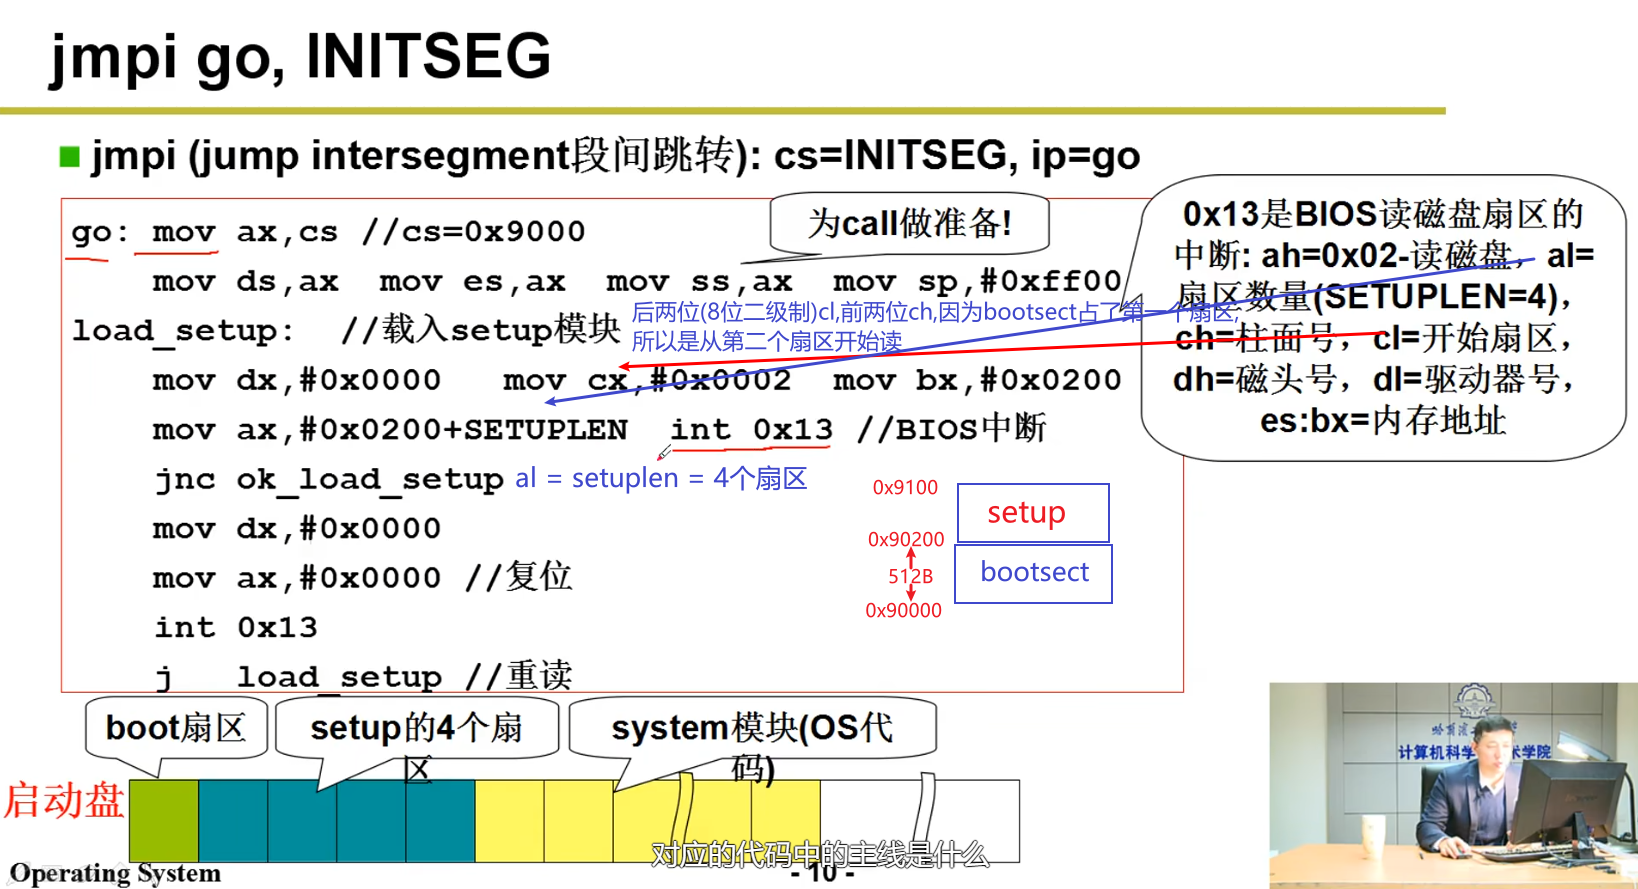 jmpi go, INITSEG
jmpi (jump intersegment段间跳转): cs=INITSEG, ip=go
go: mov ax,cs //cs=0x9000
为call做准备!
mov ds,ax mov es,ax mov ss,ax mov sp,#0xff00
load_setup: //载入setup模块
后两位(8位二级制)cl,前两位ch,因为bootsect占了第一个扇区,
所以是从第二个扇区开始读
mov dx,#0x0000 mov cx,#0x0002 mov bx,#0x0200
mov ax,#0x0200+SETUPLEN int 0x13 //BIOS中断
jnc ok_load_setup al = setuplen = 4个扇区
mov dx,#0x0000
mov ax,#0x0000 //复位
int 0x13
j load_setup //重读
0x13是BIOS读磁盘扇区的
中断: ah=0x02-读磁盘, al=
扇区数量(SETUPLEN=4),
ch=柱面号, cl=开始扇区,
dh=磁头号, dl=驱动器号,
es:bx=内存地址
0x9100
setup
0x90200
512B
bootsect
0x90000
boot扇区
setup的4个扇
区
system模块(OS代
码)
启动盘
计算机科学
术学院
对应的代码中的主线是什么
Operating System
- 10 -